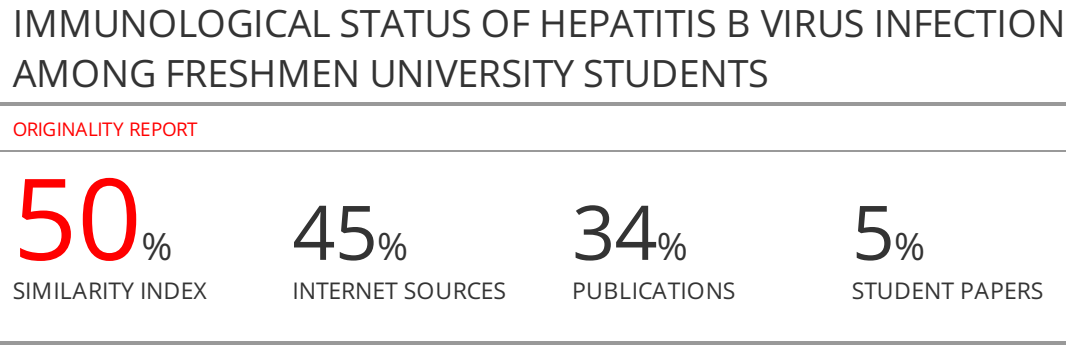 IMMUNOLOGICAL STATUS OF HEPATITIS B VIRUS INFECTION
AMONG FRESHMEN UNIVERSITY STUDENTS
ORIGINALITY REPORT
50% 45% 34% 5%
SIMILARITY INDEX INTERNET SOURCES PUBLICATIONS STUDENT PAPERS